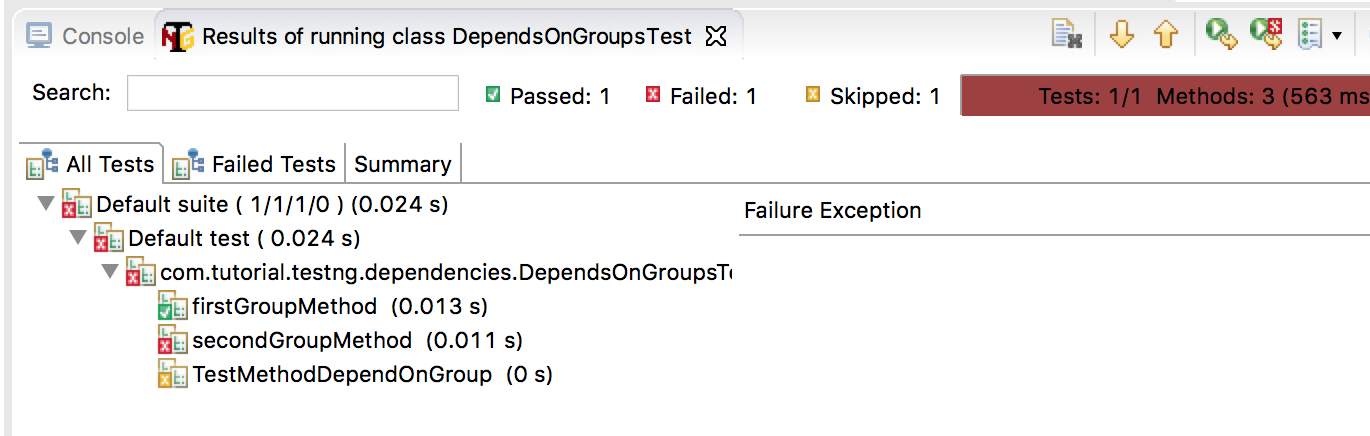 Console Results of running class DependsOnGroupsTest
Search: Passed: 1 Failed: 1 Skipped: 1 Tests: 1/1 Methods: 3 (563 ms
All Tests Failed Tests Summary
Default suite ( 1/1/1/0 ) (0.024 s)
Failure Exception
Default test ( 0.024 s)
com.tutorial.testng.dependencies.DependsOnGroupsTe
firstGroupMethod (0.013 s)
secondGroupMethod (0.011 s)
TestMethodDependOnGroup (0 s)